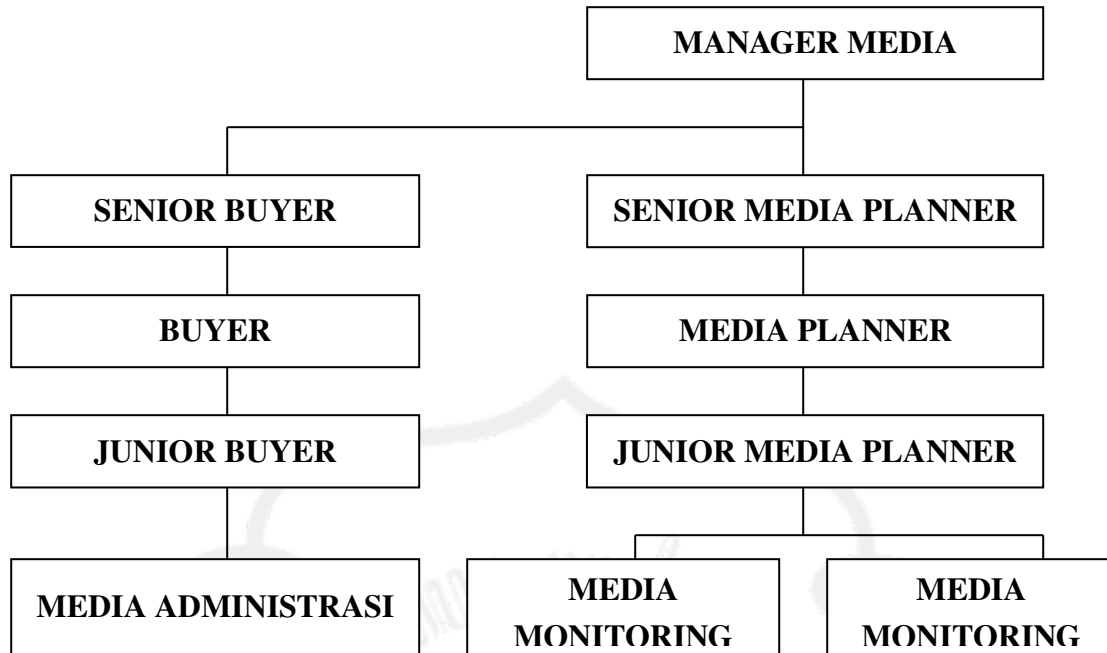 MANAGER MEDIA
SENIOR BUYER
SENIOR MEDIA PLANNER
BUYER
MEDIA PLANNER
JUNIOR BUYER
JUNIOR MEDIA PLANNER
MEDIA ADMINISTRASI
MEDIA
MONITORING
MEDIA
MONITORING